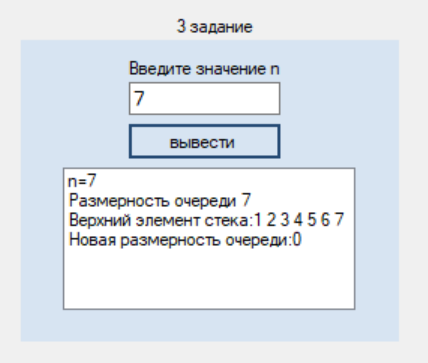 3 задание
Введите значение n
7
вывести
n=7
Размерность очереди 7
Верхний элемент стека:1 2 3 4 5 6 7
Новая размерность очереди:0